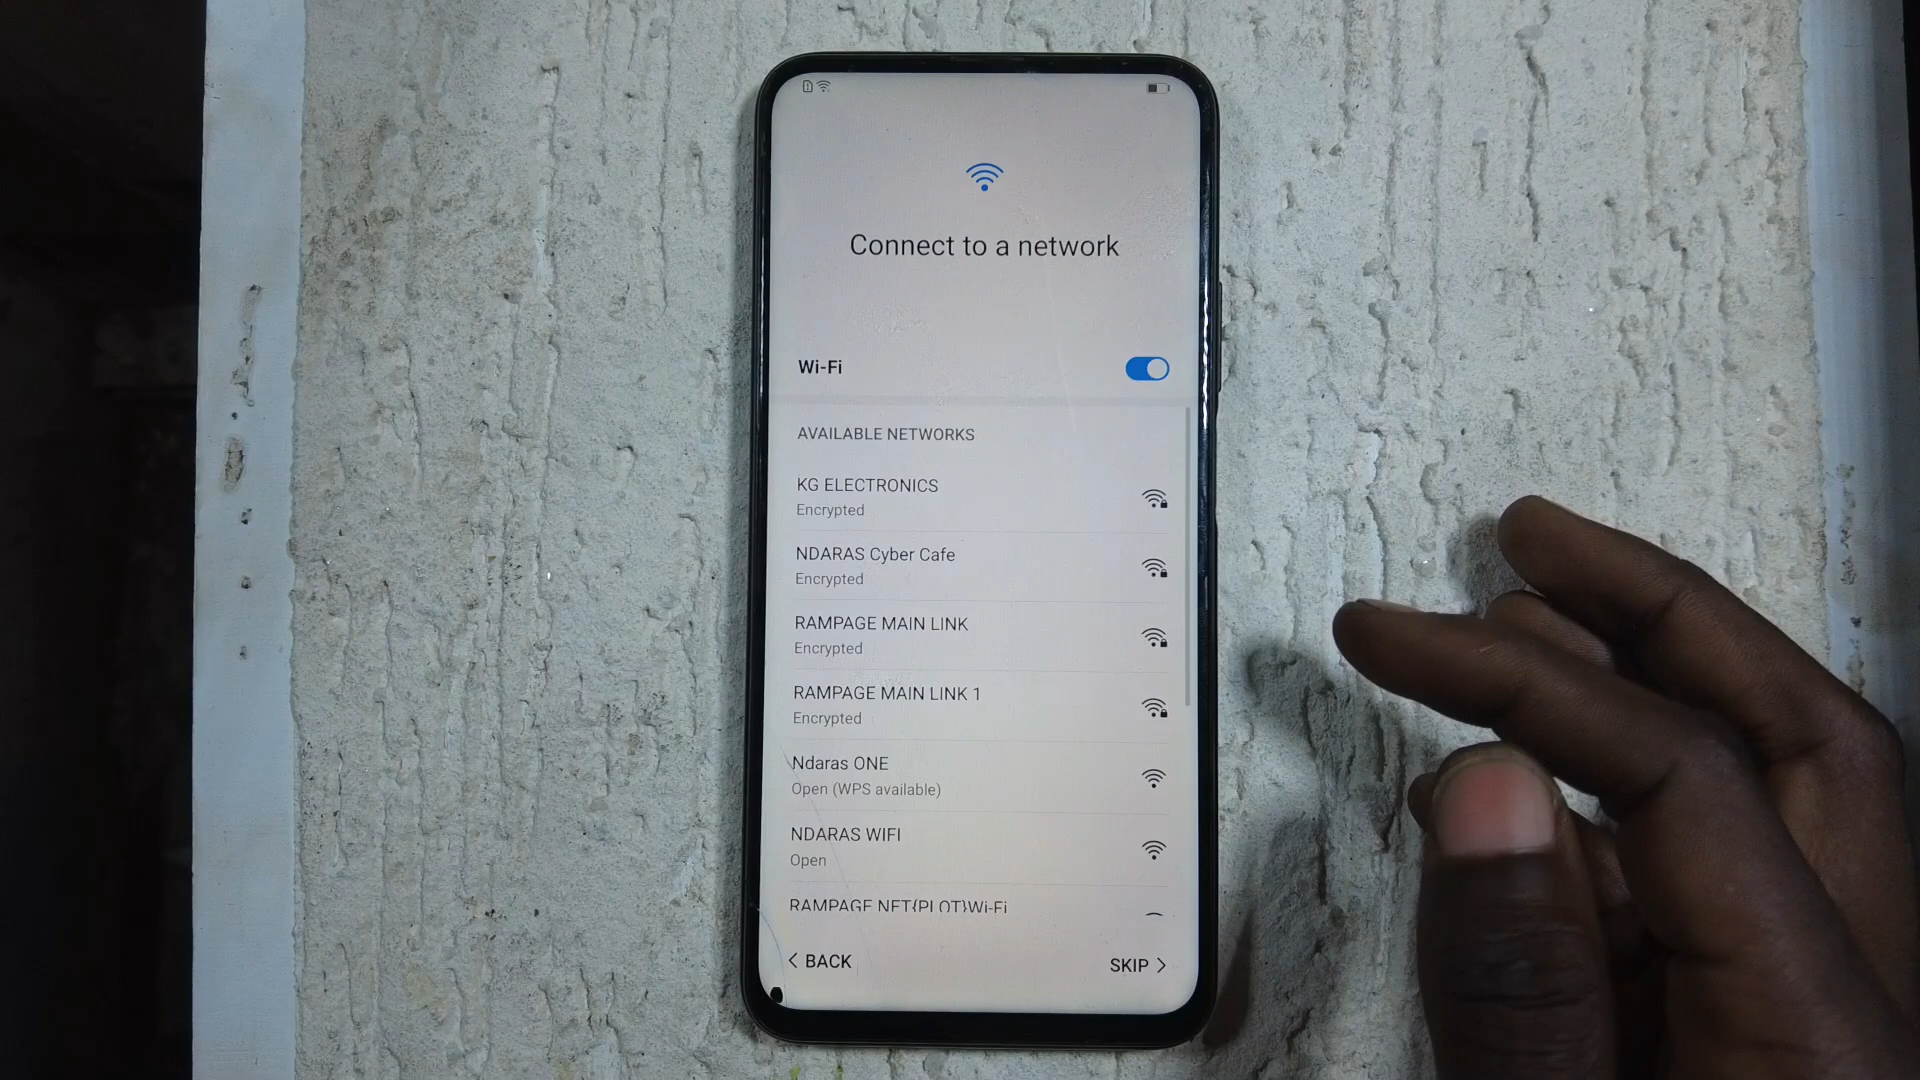 Connect to a network
Wi-Fi
AVAILABLE NETWORKS
KG ELECTRONICS
Encrypted
NDARAS Cyber Cafe
Encrypted
RAMPAGE MAIN LINK
Encrypted
RAMPAGE MAIN LINK 1
Encrypted
Ndaras ONE
Open (WPS available)
NDARAS WIFI
Open
RAMPAGE NET{PLOT}Wi-Fi
< BACK
SKIP >